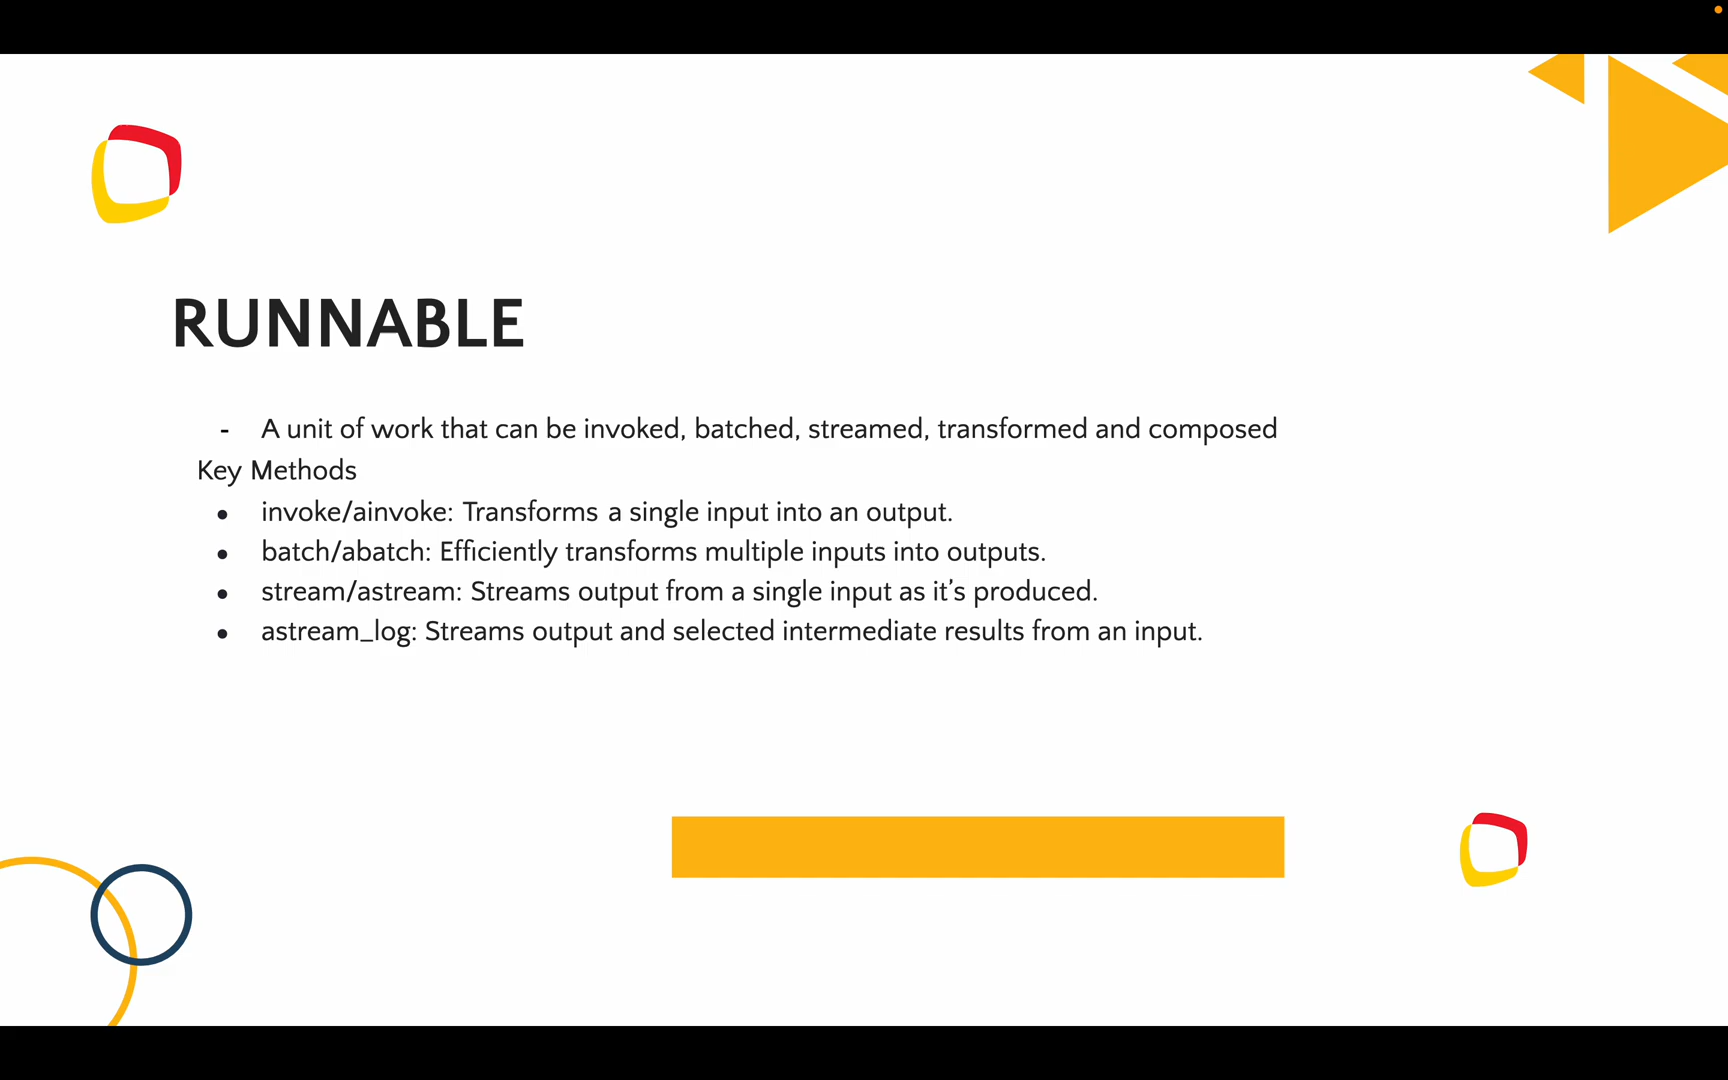 RUNNABLE
- A unit of work that can be invoked, batched, streamed, transformed and composed
Key Methods
● invoke/ainvoke: Transforms a single input into an output.
● batch/abatch: Efficiently transforms multiple inputs into outputs.
● stream/astream: Streams output from a single input as it’s produced.
● astream_log: Streams output and selected intermediate results from an input.